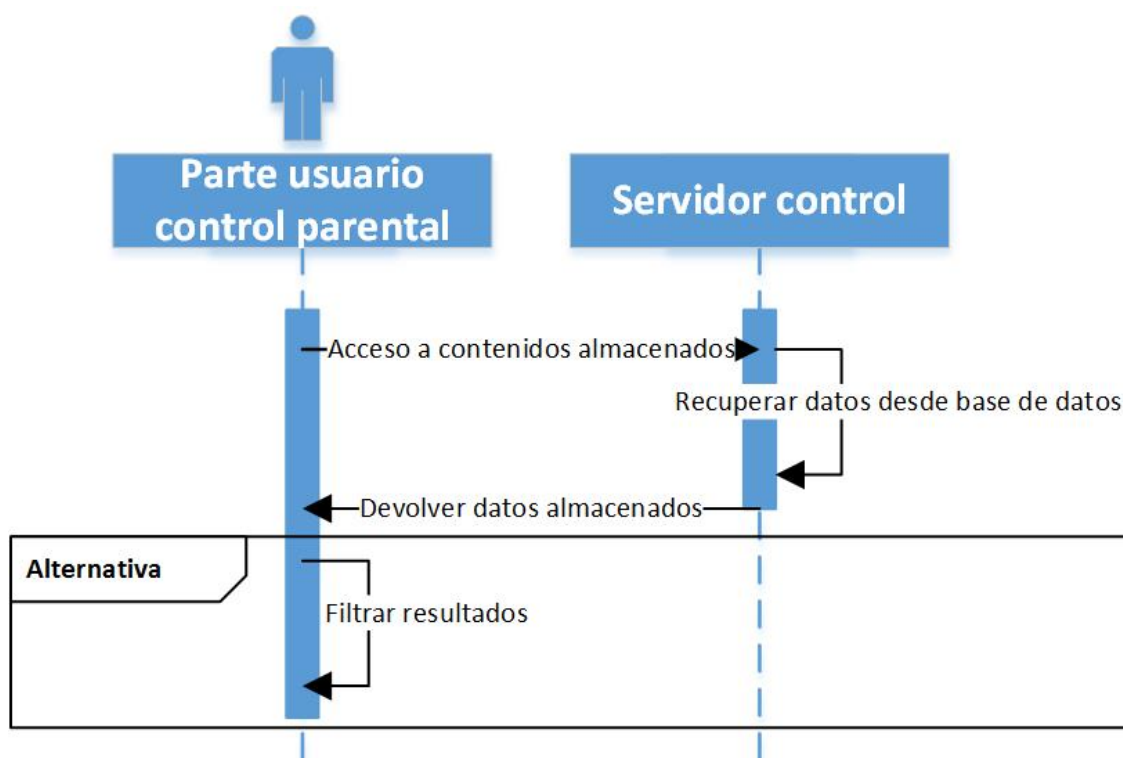 Parte usuario
control parental
Servidor control
Acceso a contenidos almacenados
Recuperar datos desde base de datos
Devolver datos almacenados
Alternativa
Filtrar resultados